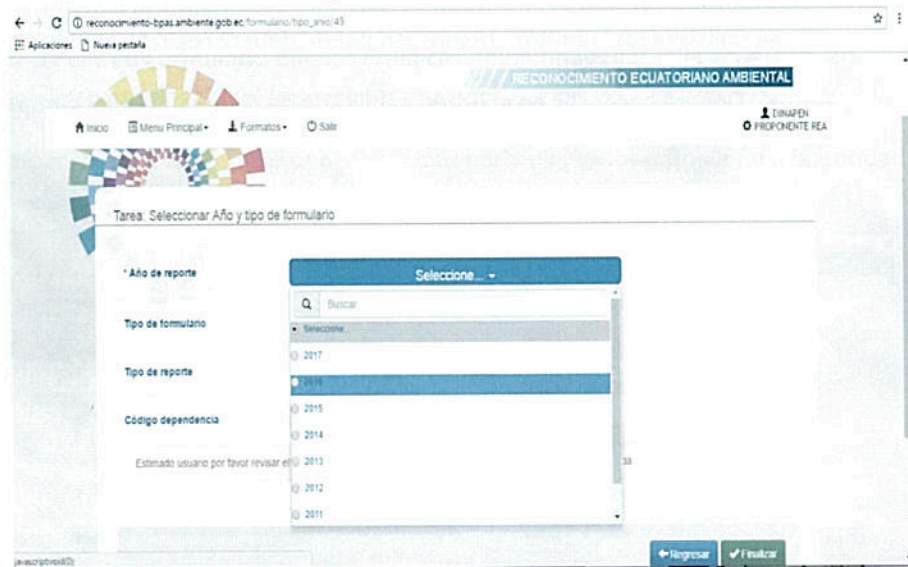 reconocimiento-bpas.ambiente.gob.ec/formulario/tipo_anio/49
Aplicaciones Nueva pestaña
RECONOCIMIENTO ECUATORIANO AMBIENTAL
Inicio Menu Principal Formatos Salir
DINAPEN
PROPONENTE REA
Tarea: Seleccionar Año y tipo de formulario
* Año de reporte
Seleccione...
Buscar
Tipo de formulario
Seleccione...
2017
Tipo de reporte
2016
2015
Código dependencia
2014
Estimado usuario por favor revisar el
2013
2012
2011
Regresar Finalizar
javascript:void(0)